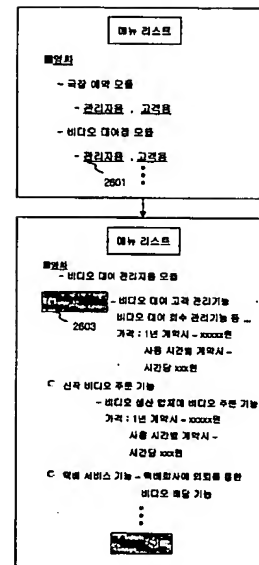 메뉴 리스트
■영화
- 극장 예약 모듈
- 관리자용 , 고객용
- 비디오 대여점 모듈
- 관리자용 , 고객용
2601
메뉴 리스트
■영화
- 비디오 대여 관리자용 모듈
- 비디오 대여 고객 관리기능
2603
비디오 대여 회수 관리기능 등 ...
가격 : 1년 계약시 - xxxxx원
사용 시간별 계약시 -
시간당 xxx원
신작 비디오 주문 기능
- 비디오 생산 업체에 비디오 주문 기능
가격 : 1년 계약시 - xxxxx원
사용 시간별 계약시 -
시간당 xxx원
택배 서비스 기능 - 택배회사에 의뢰를 통한
비디오 배달 기능